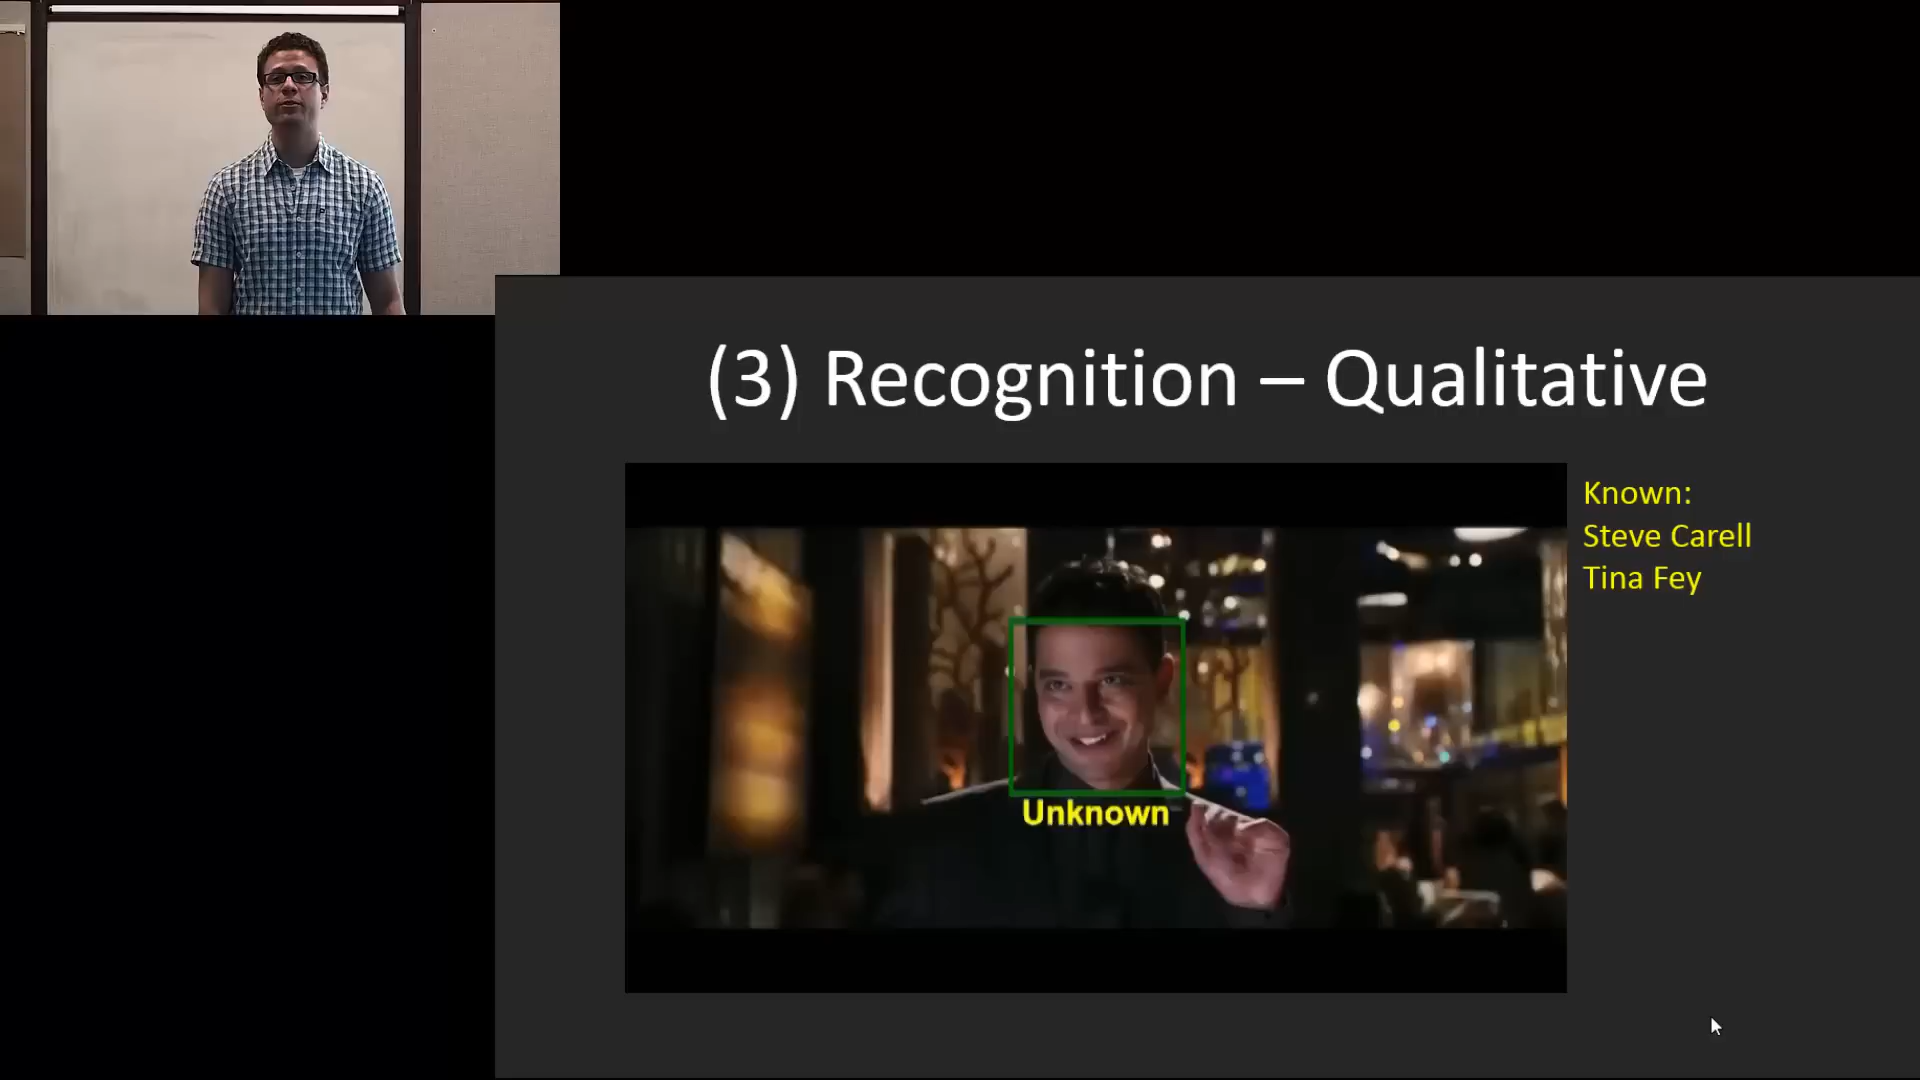 (3) Recognition – Qualitative
Known:
Steve Carell
Tina Fey
Unknown